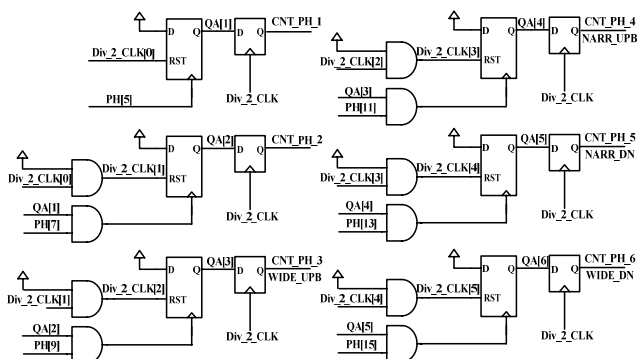 D Q QA[1] D Q CNT_PH_1
Div_2_CLK[0] RST
PH[5] Div_2_CLK
D Q QA[4] D Q CNT_PH_4
NARR_UPB
Div_2_CLK[2] Div_2_CLK[3] RST
QA[3]
PH[11] Div_2_CLK
D Q QA[2] D Q CNT_PH_2
Div_2_CLK[0] Div_2_CLK[1] RST
QA[1]
PH[7] Div_2_CLK
D Q QA[5] D Q CNT_PH_5
NARR_DN
Div_2_CLK[3] Div_2_CLK[4] RST
QA[4]
PH[13] Div_2_CLK
D Q QA[3] D Q CNT_PH_3
WIDE_UPB
Div_2_CLK[1] Div_2_CLK[2] RST
QA[2]
PH[9] Div_2_CLK
D Q QA[6] D Q CNT_PH_6
WIDE_DN
Div_2_CLK[4] Div_2_CLK[5] RST
QA[5]
PH[15] Div_2_CLK